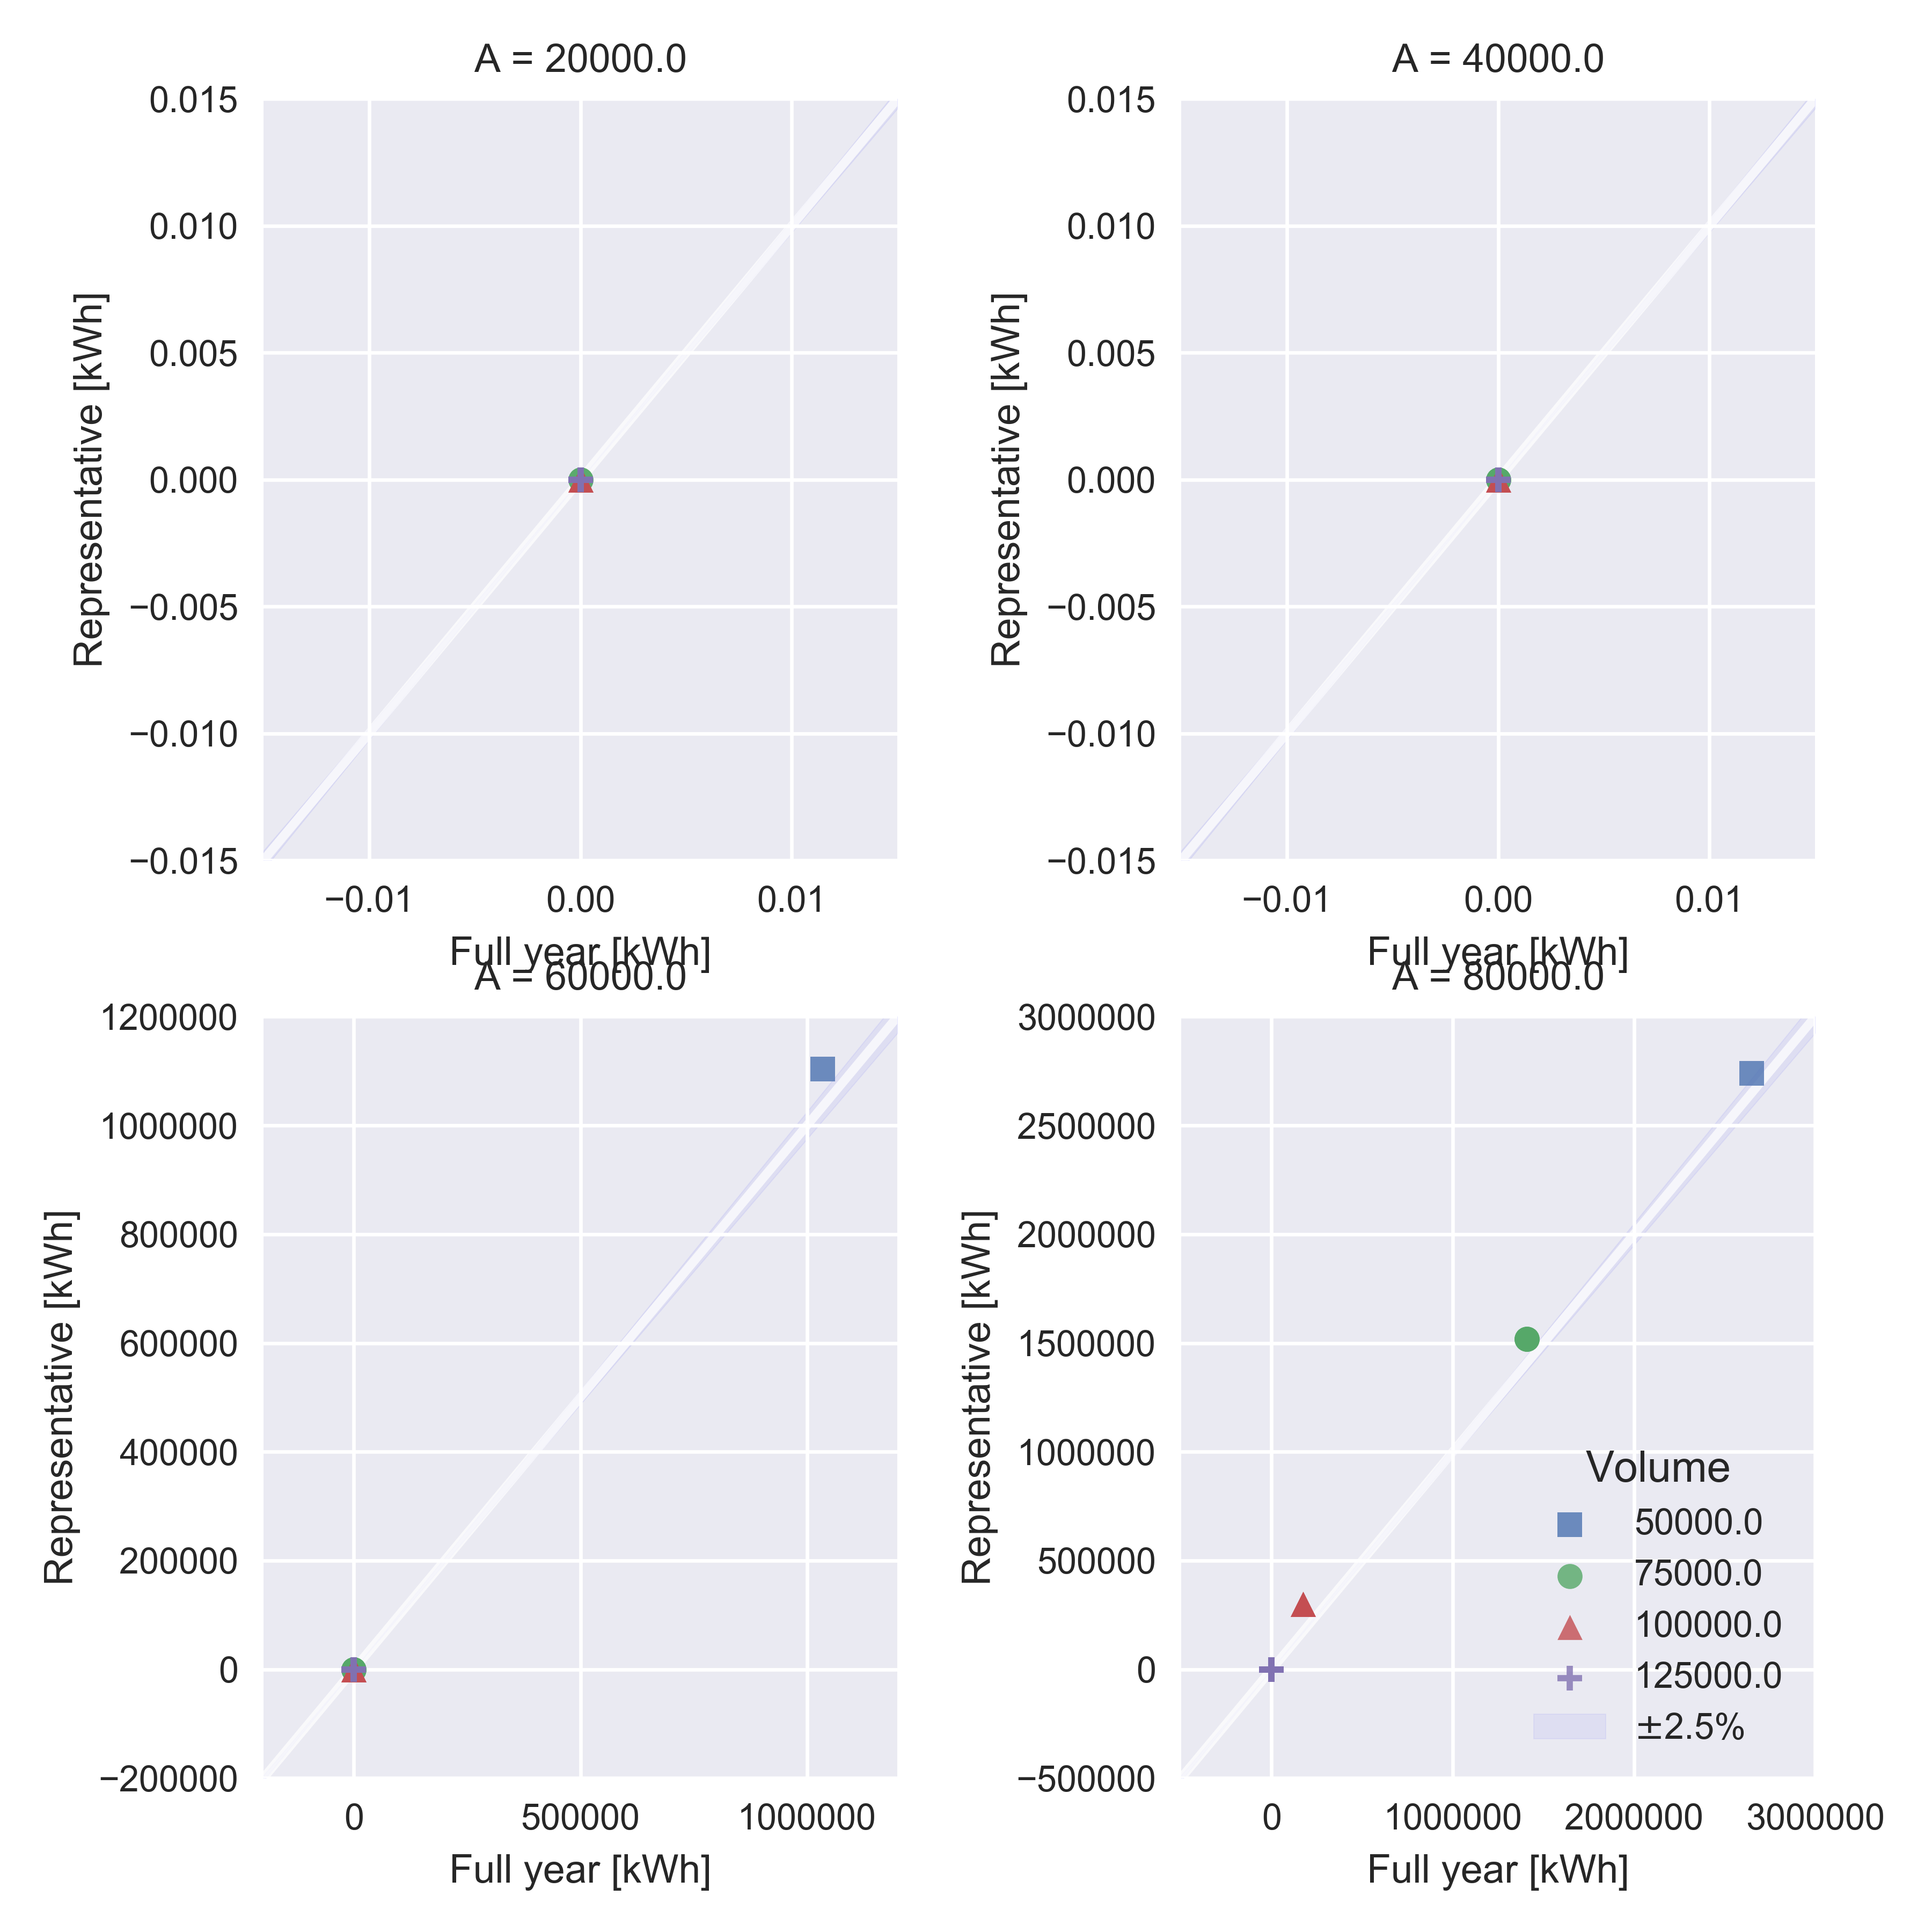 A = 20000.0
0.015
0.010
0.005
0.000
−0.005
−0.010
−0.015
Representative [kWh]
−0.01 0.00 0.01
Full year [kWh]
A = 40000.0
0.015
0.010
0.005
0.000
−0.005
−0.010
−0.015
Representative [kWh]
−0.01 0.00 0.01
Full year [kWh]
A = 60000.0
1200000
1000000
800000
600000
400000
200000
0
−200000
Representative [kWh]
0 500000 1000000
Full year [kWh]
A = 80000.0
3000000
2500000
2000000
1500000
1000000
500000
0
−500000
Representative [kWh]
Volume
50000.0
75000.0
100000.0
125000.0
±2.5%
0 1000000 2000000 3000000
Full year [kWh]